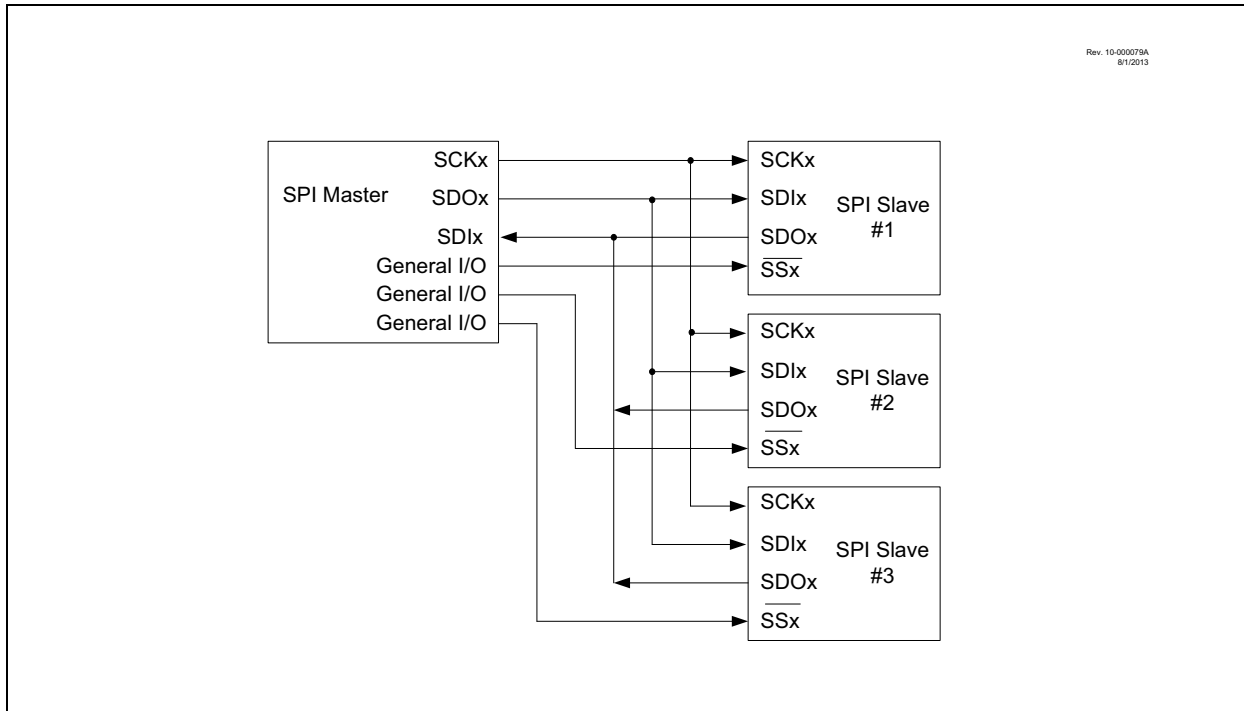 Rev. 10-000079A
8/1/2013
SPI Master
SCKx
SDOx
SDIx
General I/O
General I/O
General I/O
SCKx
SDIx
SDOx
SSx
SPI Slave
#1
SCKx
SDIx
SDOx
SSx
SPI Slave
#2
SCKx
SDIx
SDOx
SSx
SPI Slave
#3